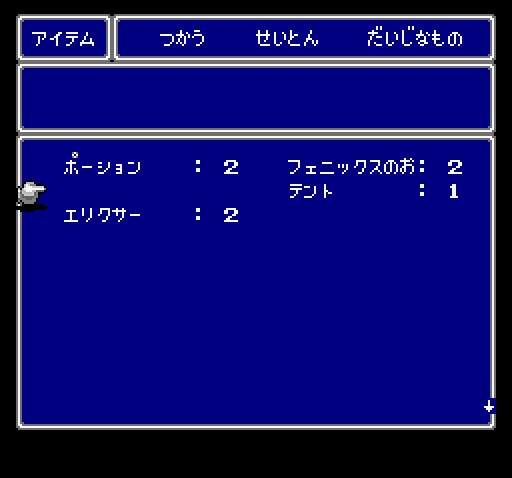 アイテム つかう せいとん だいじなもの
ポーション : 2 フェニックスのお: 2
テント : 1
エリクサー : 2